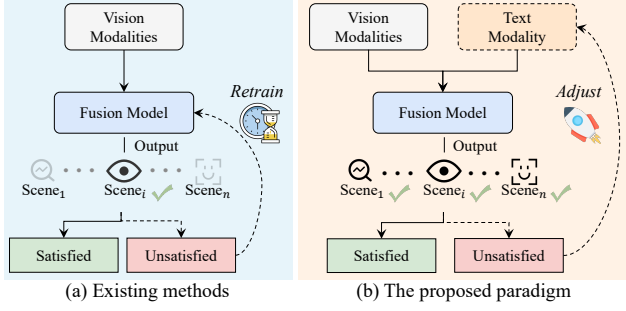 Vision
Modalities
Retrain
Fusion Model
Output
Scene₁ Sceneᵢ Sceneₙ
Satisfied Unsatisfied
(a) Existing methods
Vision
Modalities
Text
Modality
Adjust
Fusion Model
Output
Scene₁ Sceneᵢ Sceneₙ
Satisfied Unsatisfied
(b) The proposed paradigm